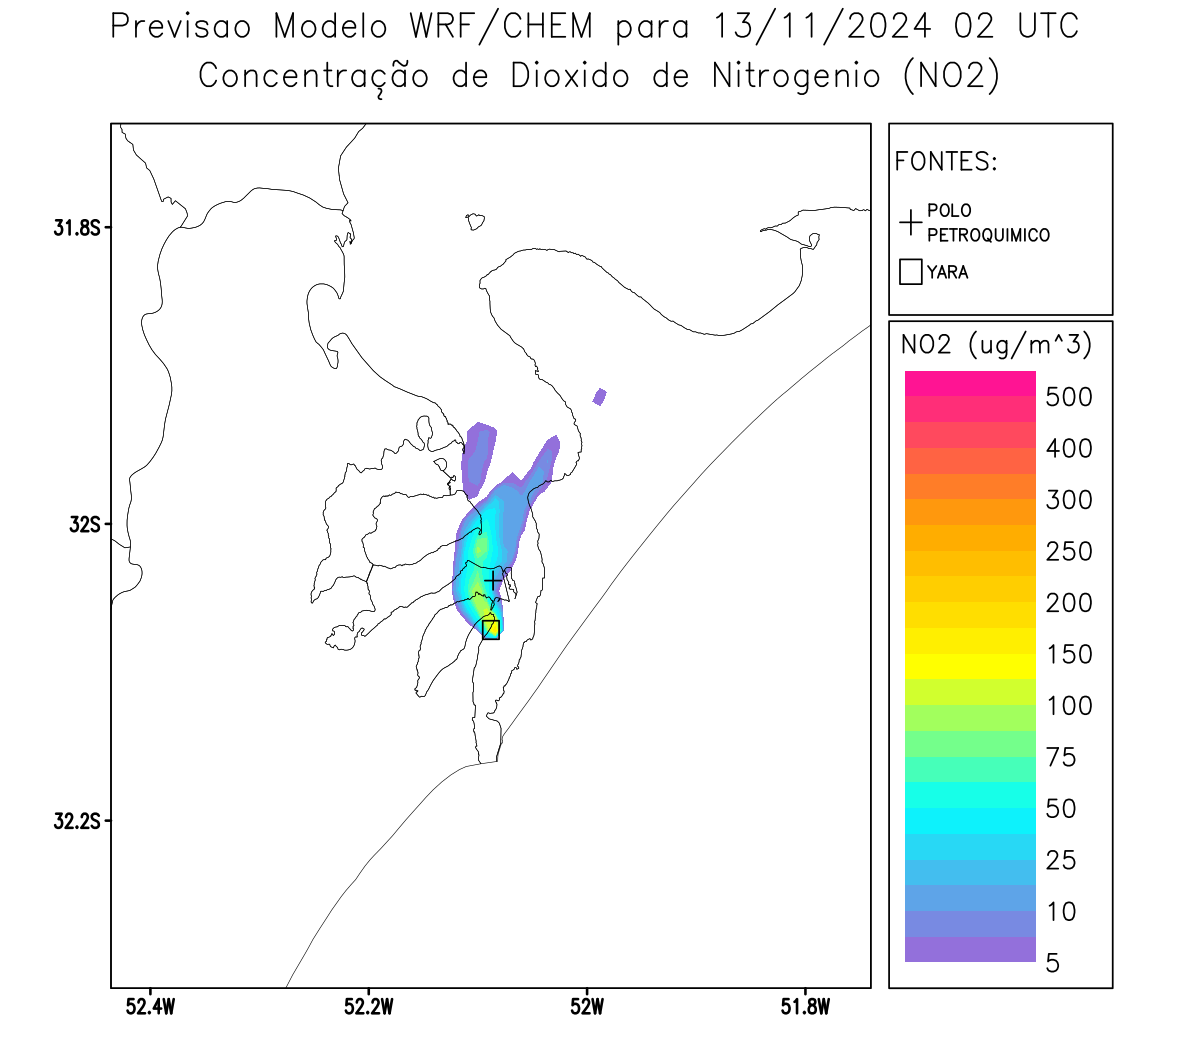 Previsao Modelo WRF/CHEM para 13/11/2024 02 UTC
Concentração de Dioxido de Nitrogenio (NO2)
FONTES:
POLO
PETROQUIMICO
YARA
NO2 (ug/m^3)
500
400
300
250
200
150
100
75
50
25
10
5
31.8S
32S
32.2S
52.4W
52.2W
52W
51.8W